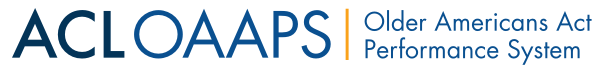 ACL OAAPS
Older Americans Act
Performance System